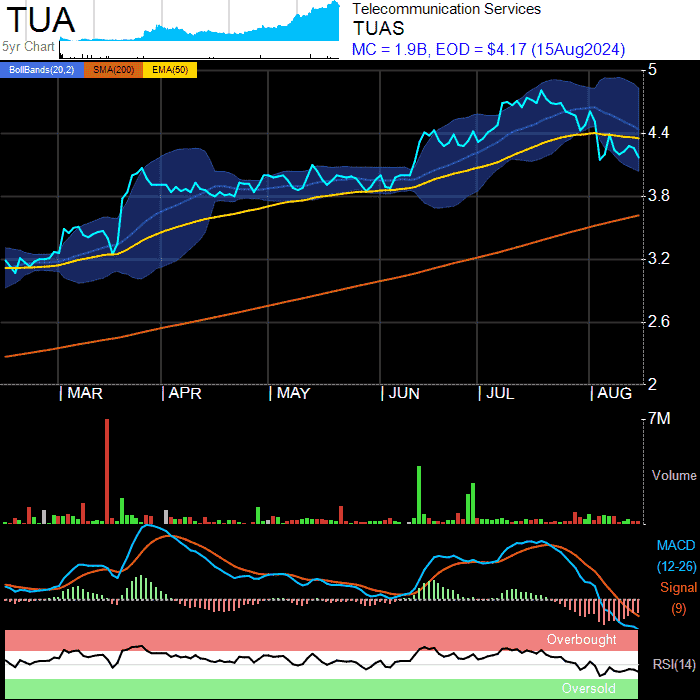 TUA
5yr Chart
Telecommunication Services
TUAS
MC = 1.9B, EOD = $4.17 (15Aug2024)
BollBands(20,2) SMA(200) EMA(50)
5
4.4
3.8
3.2
2.6
2
MAR APR MAY JUN JUL AUG
7M
Volume
MACD
(12-26)
Signal
(9)
Overbought
RSI(14)
Oversold